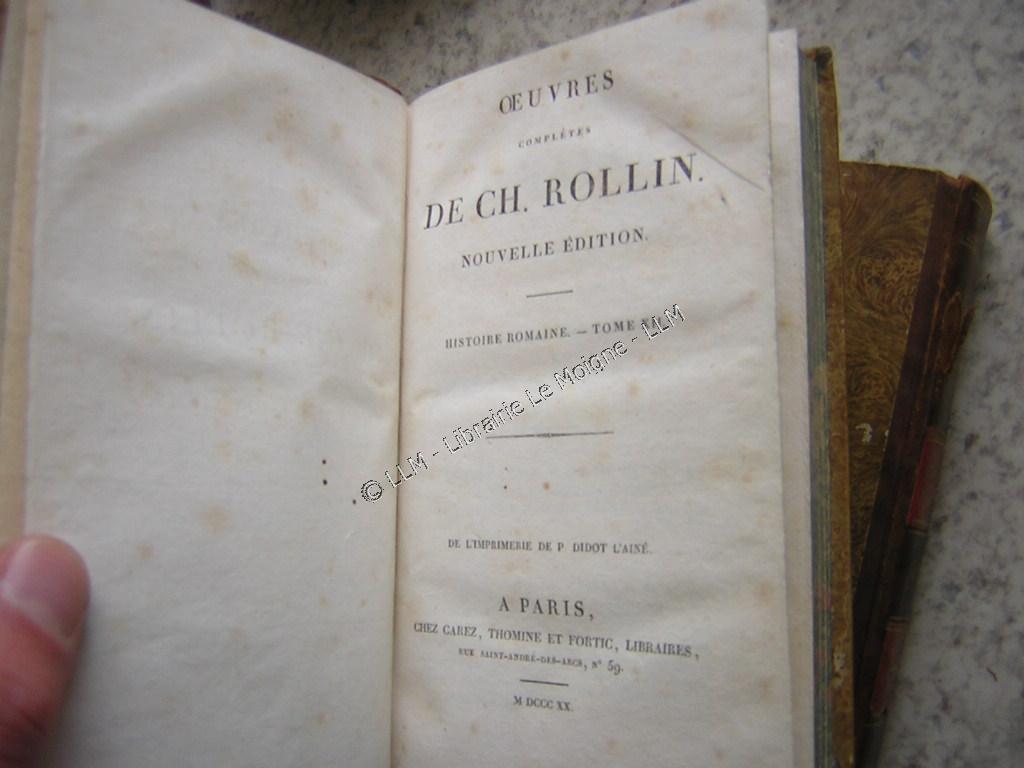 OEUVRES
COMPLÈTES
DE CH. ROLLIN.
NOUVELLE ÉDITION.
HISTOIRE ROMAINE. — TOME
© LLM - Librairie Le Moigne - LLM
DE L'IMPRIMERIE DE P. DIDOT L'AINÉ.
A PARIS,
CHEZ CAREZ, THOMINE ET FORTIC, LIBRAIRES,
RUE SAINT-ANDRÉ-DES-ARCS, N° 59.
M DCCC XX.